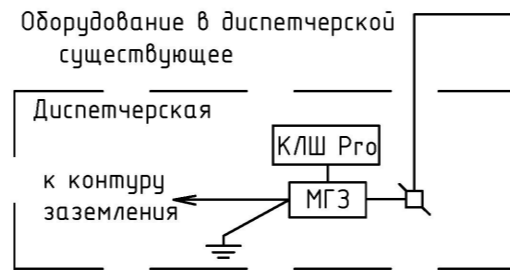 Оборудование в диспетчерской
существующее
Диспетчерская
КЛШ Pro
к контуру
заземления
МГЗ